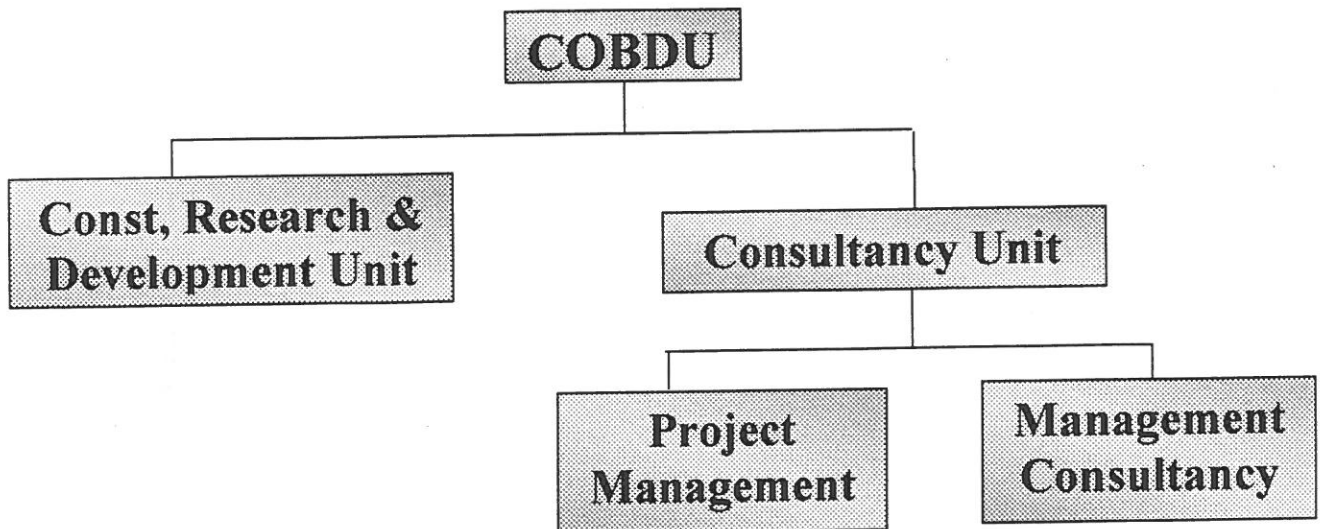 COBDU
Const, Research &
Development Unit
Consultancy Unit
Project
Management
Management
Consultancy